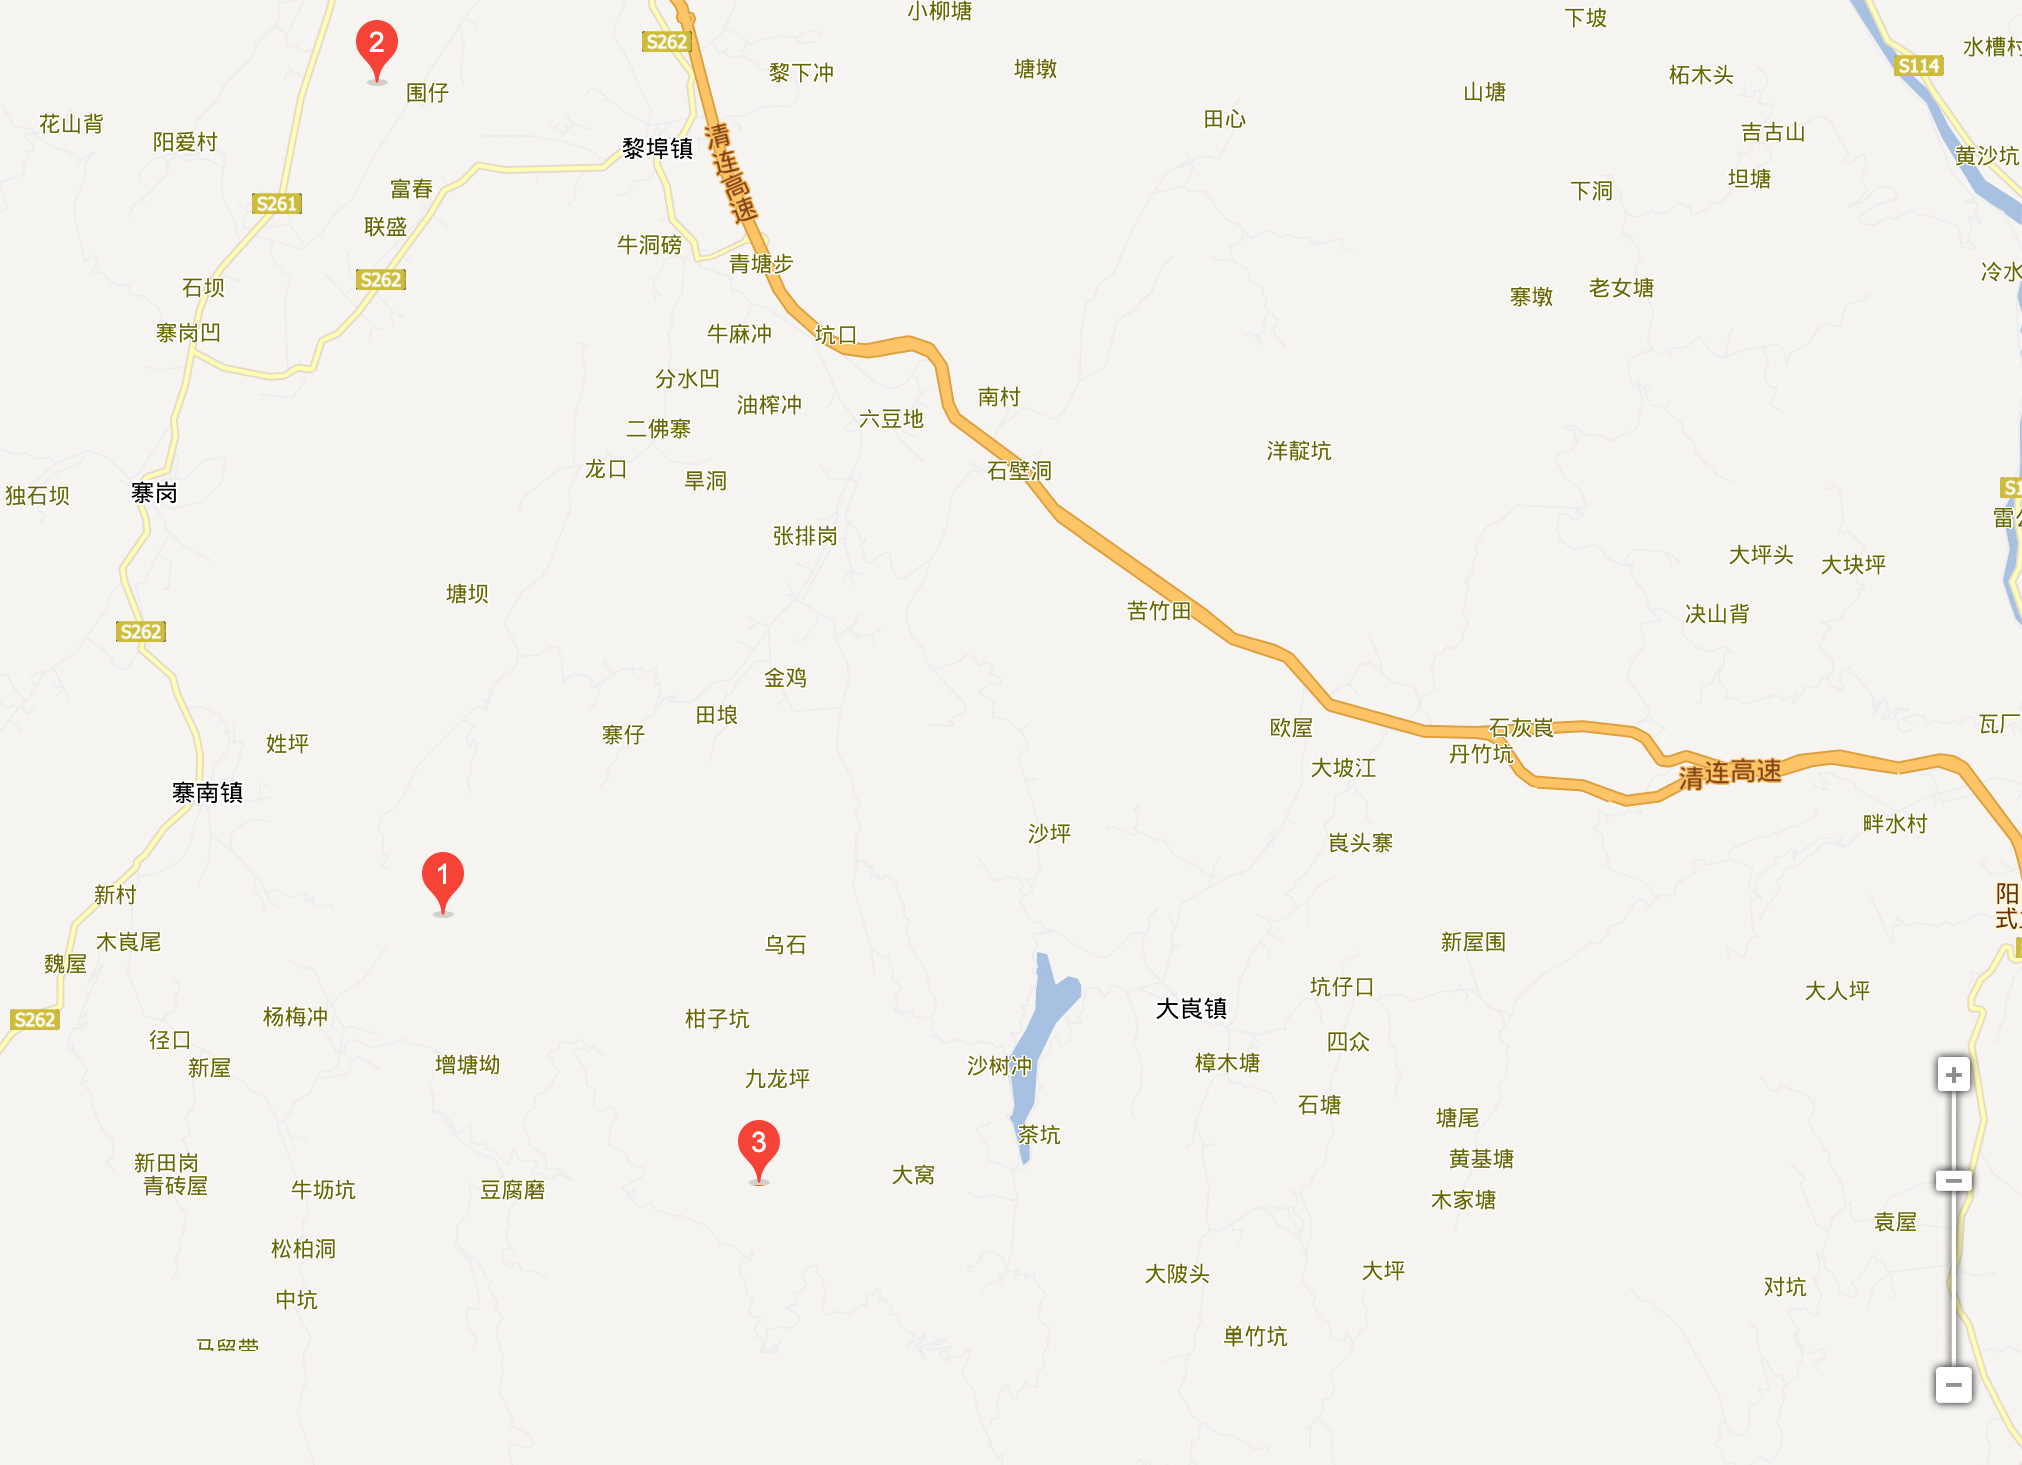 小柳塘
下坡
2
S262
水槽村
S114
黎下冲
塘墩
柘木头
围仔
山塘
花山背
田心
吉古山
阳爱村
黎埠镇
清连高速
黄沙坑
富春
下洞
坦塘
S261
联盛
牛洞磅
青塘步
冷水
S262
石坝
老女塘
寨墩
寨岗凹
牛麻冲
坑口
分水凹
南村
油榨冲
六豆地
二佛寨
洋靛坑
龙口
石壁洞
旱洞
独石坝
寨岗
张排岗
大坪头
大块坪
塘坝
苦竹田
决山背
S262
金鸡
田埌
欧屋
石灰崀
瓦厂
寨仔
姓坪
丹竹坑
大坡江
清连高速
寨南镇
畔水村
沙坪
崀头寨
1
新村
阳
式
木崀尾
乌石
新屋围
魏屋
坑仔口
大人坪
大崀镇
S262
杨梅冲
柑子坑
径口
四众
新屋
增塘坳
沙树冲
樟木塘
九龙坪
石塘
塘尾
3
茶坑
新田岗
黄基塘
大窝
青砖屋
牛坜坑
豆腐磨
木家塘
袁屋
松柏洞
大陂头
大坪
对坑
中坑
单竹坑
马留带